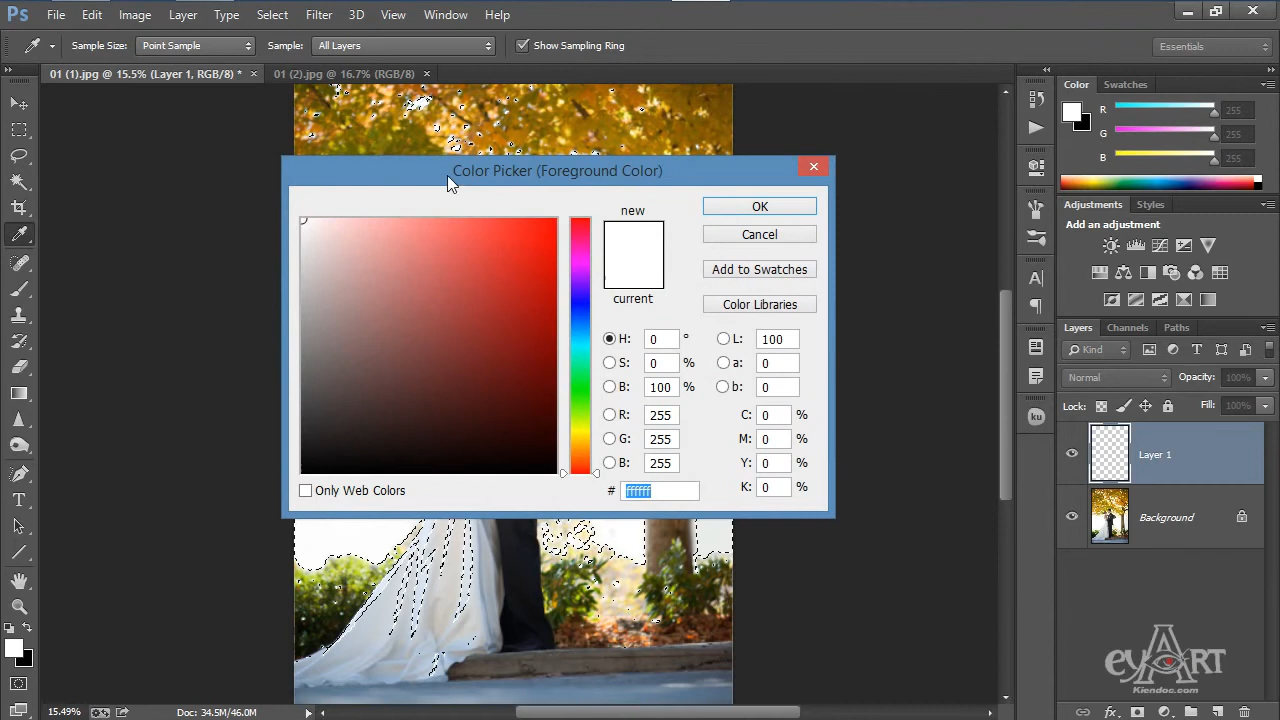 Ps File Edit Image Layer Type Select Filter 3D View Window Help
Sample Size: Point Sample Sample: All Layers Show Sampling Ring Essentials
01 (1).jpg @ 15.5% (Layer 1, RGB/8) * × 01 (2).jpg @ 16.7% (RGB/8) ×
Color Swatches
R 255
G 255
B 255
Color Picker (Foreground Color)
new
current
OK
Cancel
Add to Swatches
Color Libraries
H: 0 °
S: 0 %
B: 100 %
R: 255
G: 255
B: 255
# ffffff
L: 100
a: 0
b: 0
C: 0 %
M: 0 %
Y: 0 %
K: 0 %
Only Web Colors
Adjustments Styles
Add an adjustment
Layers Channels Paths
Kind
Normal Opacity: 100%
Lock: Fill: 100%
Layer 1
Background
ku
eyeART
Kiendoc.com
15.49% Doc: 34.5M/46.0M
fx